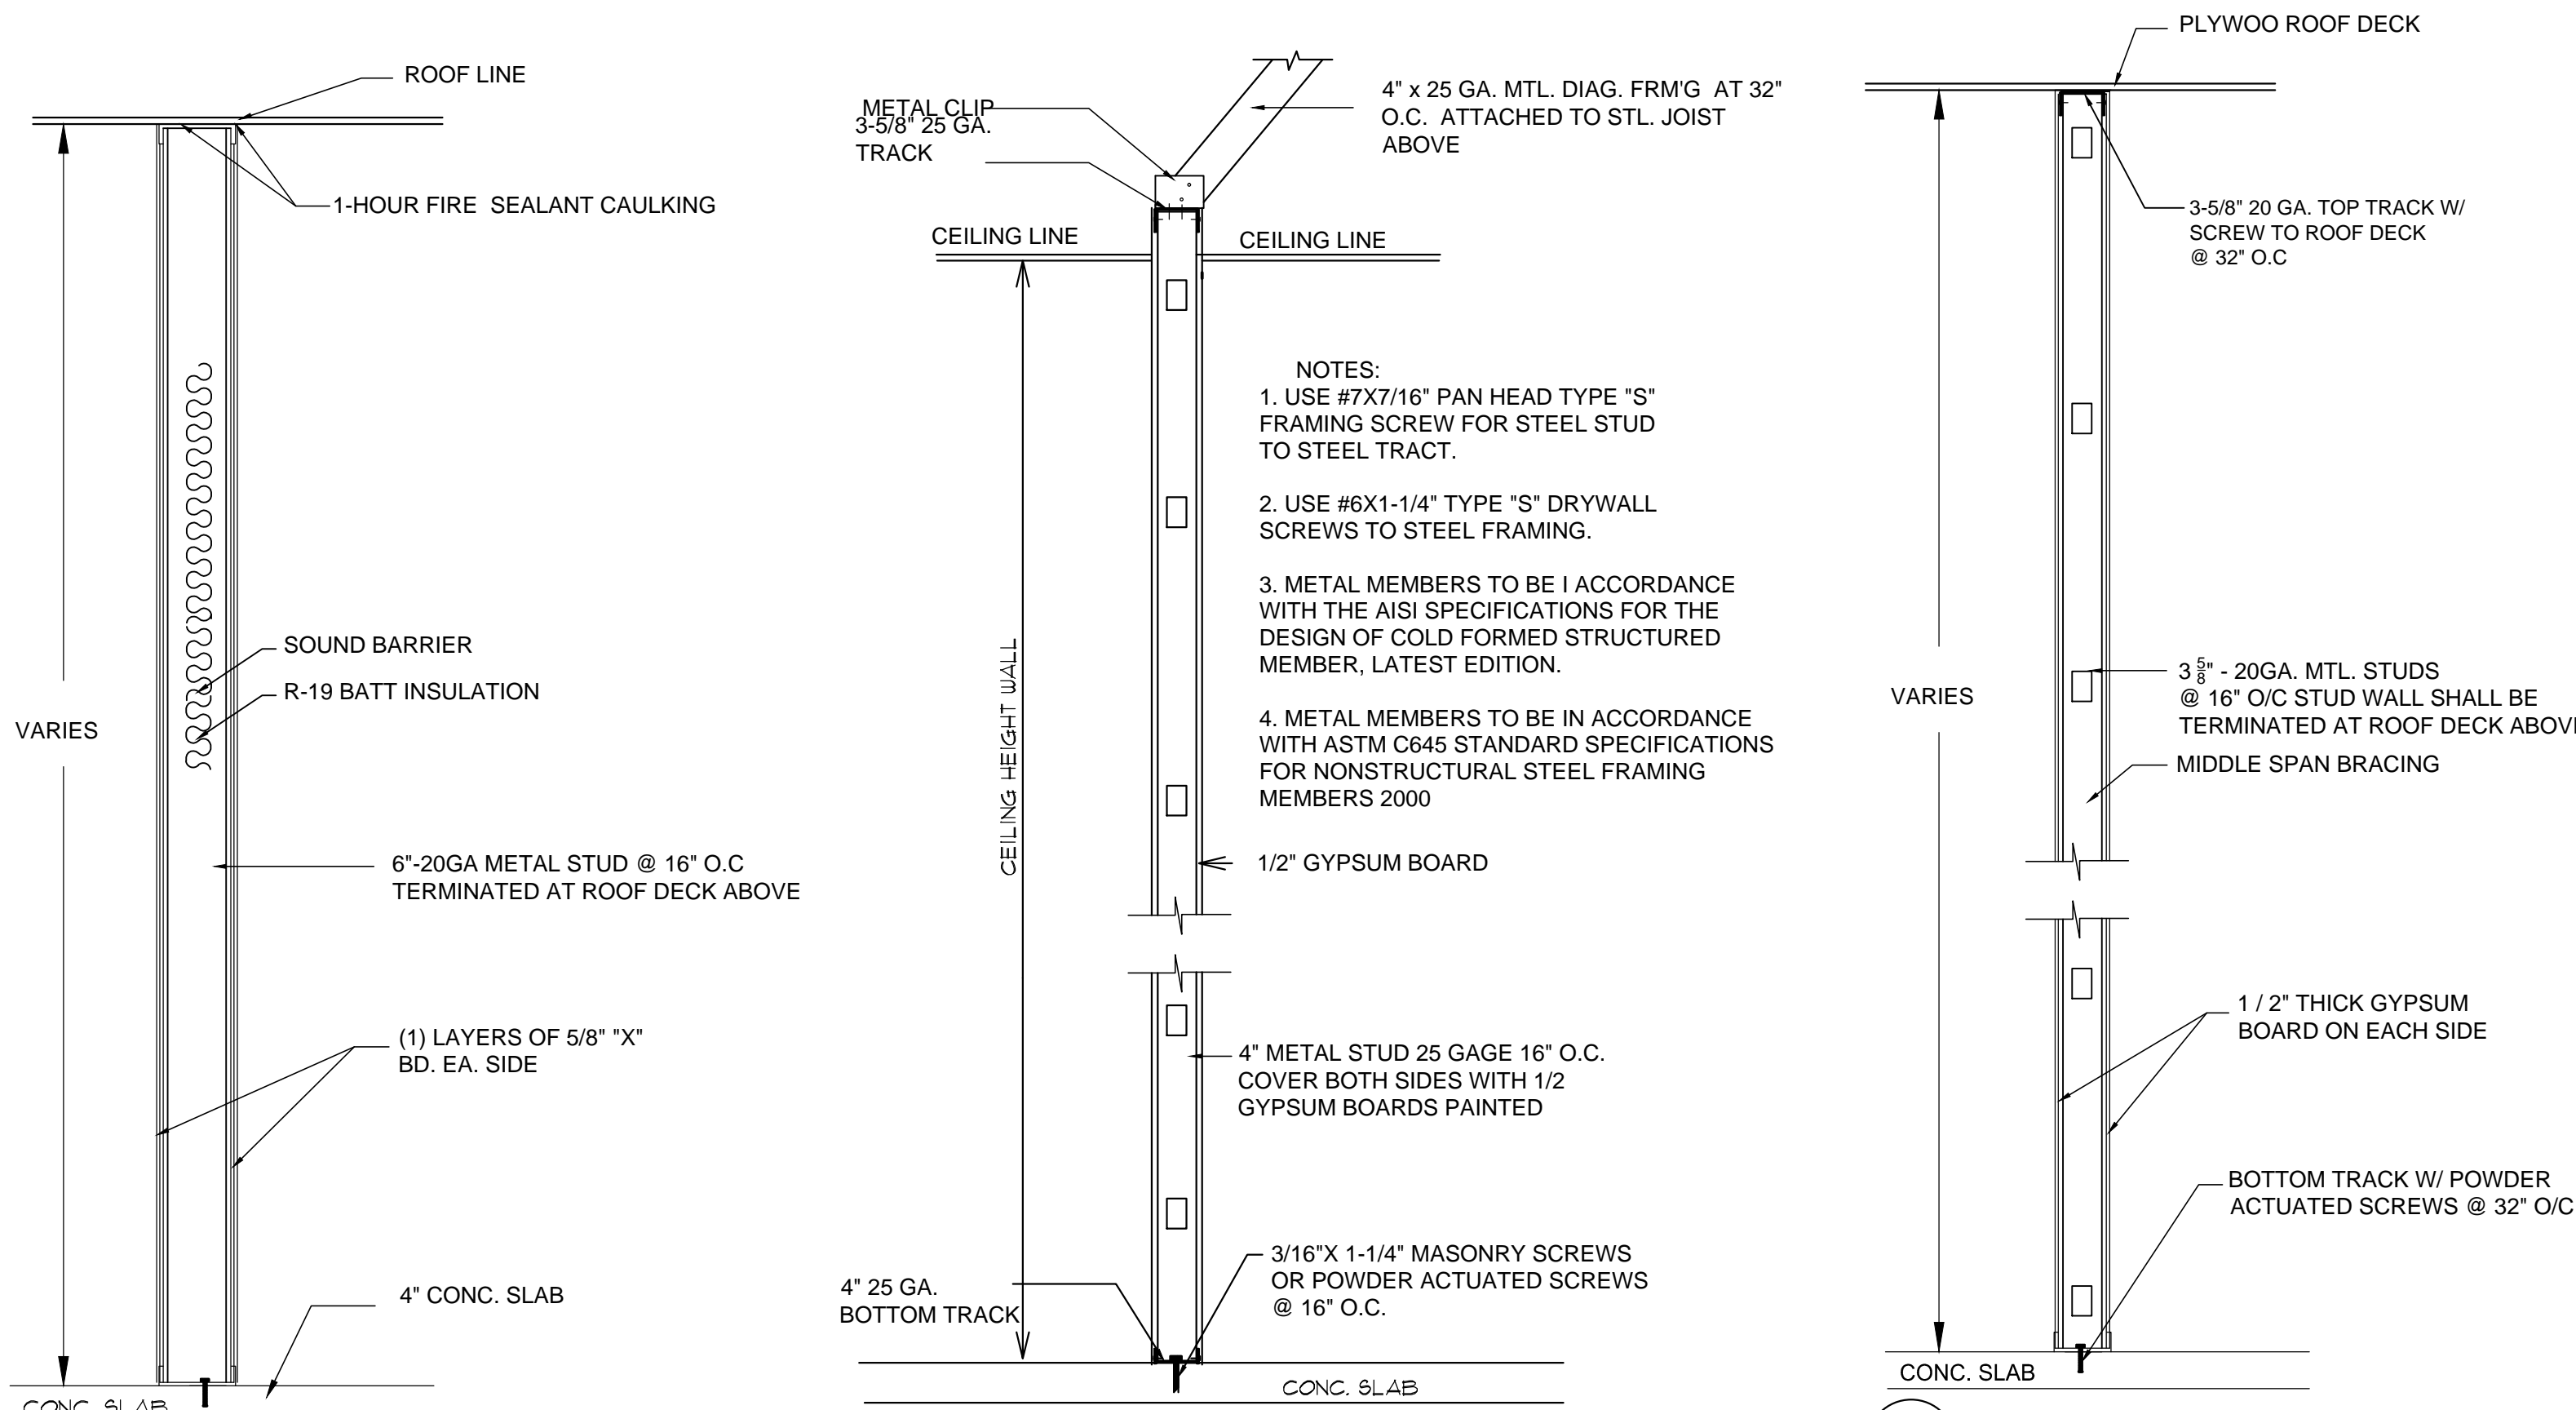 ROOF LINE
1-HOUR FIRE  SEALANT CAULKING
SOUND BARRIER
R-19 BATT INSULATION
VARIES
6"-20GA METAL STUD @ 16" O.C
TERMINATED AT ROOF DECK ABOVE
(1) LAYERS OF 5/8" "X"
BD. EA. SIDE
4" CONC. SLAB
CONC. SLAB
METAL CLIP
3-5/8" 25 GA.
TRACK
4" x 25 GA. MTL. DIAG. FRM'G  AT 32"
O.C.  ATTACHED TO STL. JOIST
ABOVE
CEILING LINE
CEILING LINE
CEILING HEIGHT WALL
NOTES:
1. USE #7X7/16" PAN HEAD TYPE "S"
FRAMING SCREW FOR STEEL STUD
TO STEEL TRACT.
2. USE #6X1-1/4" TYPE "S" DRYWALL
SCREWS TO STEEL FRAMING.
3. METAL MEMBERS TO BE I ACCORDANCE
WITH THE AISI SPECIFICATIONS FOR THE
DESIGN OF COLD FORMED STRUCTURED
MEMBER, LATEST EDITION.
4. METAL MEMBERS TO BE IN ACCORDANCE
WITH ASTM C645 STANDARD SPECIFICATIONS
FOR NONSTRUCTURAL STEEL FRAMING
MEMBERS 2000
1/2" GYPSUM BOARD
4" METAL STUD 25 GAGE 16" O.C.
COVER BOTH SIDES WITH 1/2
GYPSUM BOARDS PAINTED
3/16"X 1-1/4" MASONRY SCREWS
OR POWDER ACTUATED SCREWS
@ 16" O.C.
4" 25 GA.
BOTTOM TRACK
CONC. SLAB
PLYWOO ROOF DECK
3-5/8" 20 GA. TOP TRACK W/
SCREW TO ROOF DECK
@ 32" O.C
VARIES
3 5/8" - 20GA. MTL. STUDS
@ 16" O/C STUD WALL SHALL BE
TERMINATED AT ROOF DECK ABOVE
MIDDLE SPAN BRACING
1 / 2" THICK GYPSUM
BOARD ON EACH SIDE
BOTTOM TRACK W/ POWDER
ACTUATED SCREWS @ 32" O/C
CONC. SLAB